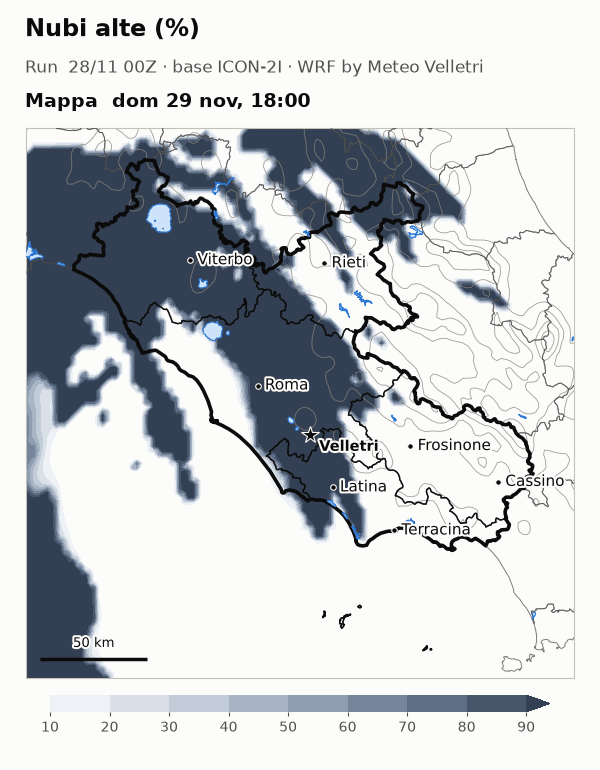 Nubi alte (%)
Run 28/11 00Z · base ICON-2I · WRF by Meteo Velletri
Mappa dom 29 nov, 18:00
Viterbo
Rieti
Roma
Velletri
Frosinone
Latina
Cassino
Terracina
50 km
10 20 30 40 50 60 70 80 90